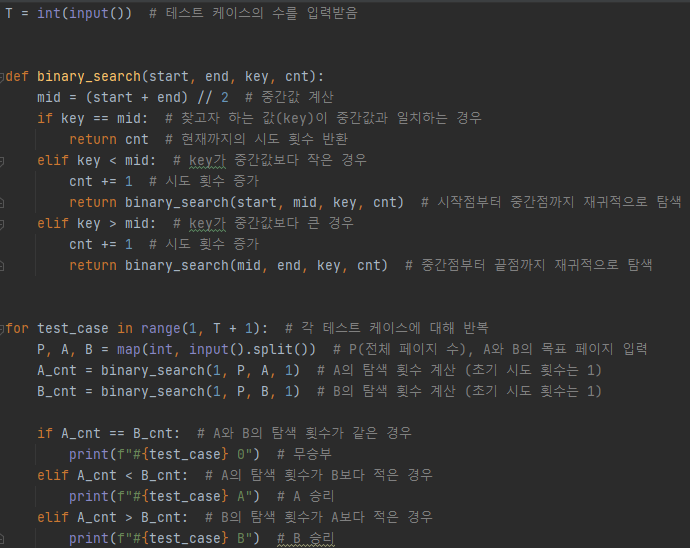 T = int(input())  # 테스트 케이스의 수를 입력받음
def binary_search(start, end, key, cnt):
    mid = (start + end) // 2  # 중간값 계산
    if key == mid:  # 찾고자 하는 값(key)이 중간값과 일치하는 경우
        return cnt  # 현재까지의 시도 횟수 반환
    elif key < mid:  # key가 중간값보다 작은 경우
        cnt += 1  # 시도 횟수 증가
        return binary_search(start, mid, key, cnt)  # 시작점부터 중간점까지 재귀적으로 탐색
    elif key > mid:  # key가 중간값보다 큰 경우
        cnt += 1  # 시도 횟수 증가
        return binary_search(mid, end, key, cnt)  # 중간점부터 끝점까지 재귀적으로 탐색
for test_case in range(1, T + 1):  # 각 테스트 케이스에 대해 반복
    P, A, B = map(int, input().split())  # P(전체 페이지 수), A와 B의 목표 페이지 입력
    A_cnt = binary_search(1, P, A, 1)  # A의 탐색 횟수 계산 (초기 시도 횟수는 1)
    B_cnt = binary_search(1, P, B, 1)  # B의 탐색 횟수 계산 (초기 시도 횟수는 1)
    if A_cnt == B_cnt:  # A와 B의 탐색 횟수가 같은 경우
        print(f"#{test_case} 0")  # 무승부
    elif A_cnt < B_cnt:  # A의 탐색 횟수가 B보다 적은 경우
        print(f"#{test_case} A")  # A 승리
    elif A_cnt > B_cnt:  # B의 탐색 횟수가 A보다 적은 경우
        print(f"#{test_case} B")  # B 승리